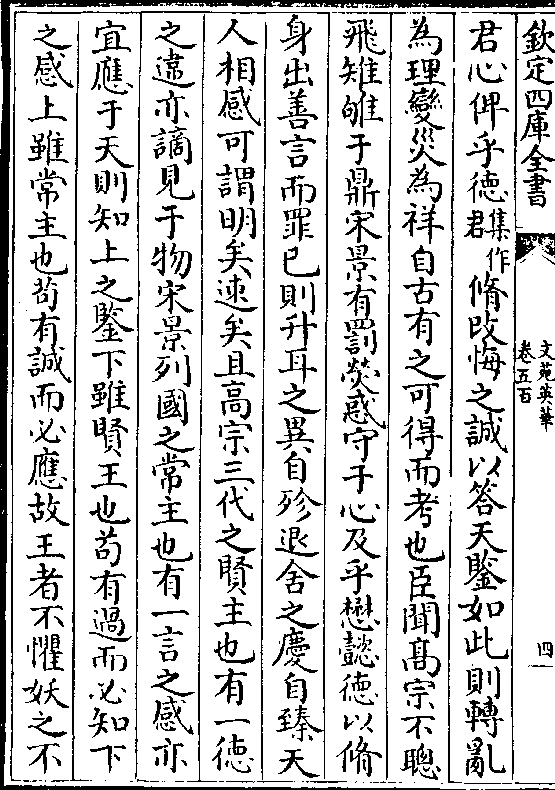 欽定四庫全書
文苑英華
卷五百
四
君心俾乎德集作君脩改悔之誠以答天鑒如此則轉亂
為理變災為祥自古有之可得而考也臣聞髙宗不聰
飛雉雊于鼎宋景有罰熒惑守于心及乎懋懿德以脩
身出善言而罪已則升耳之異自殄退舍之慶自臻天
人相感可謂明矣速矣且高宗三代之賢主也有一徳
之違亦謫見于物宋景列國之常主也有一言之感亦
宜應于天則知上之鑒下雖賢王也苟有過而必知下
之感上雖常主也苟有誠而必應故王者不懼妖之不